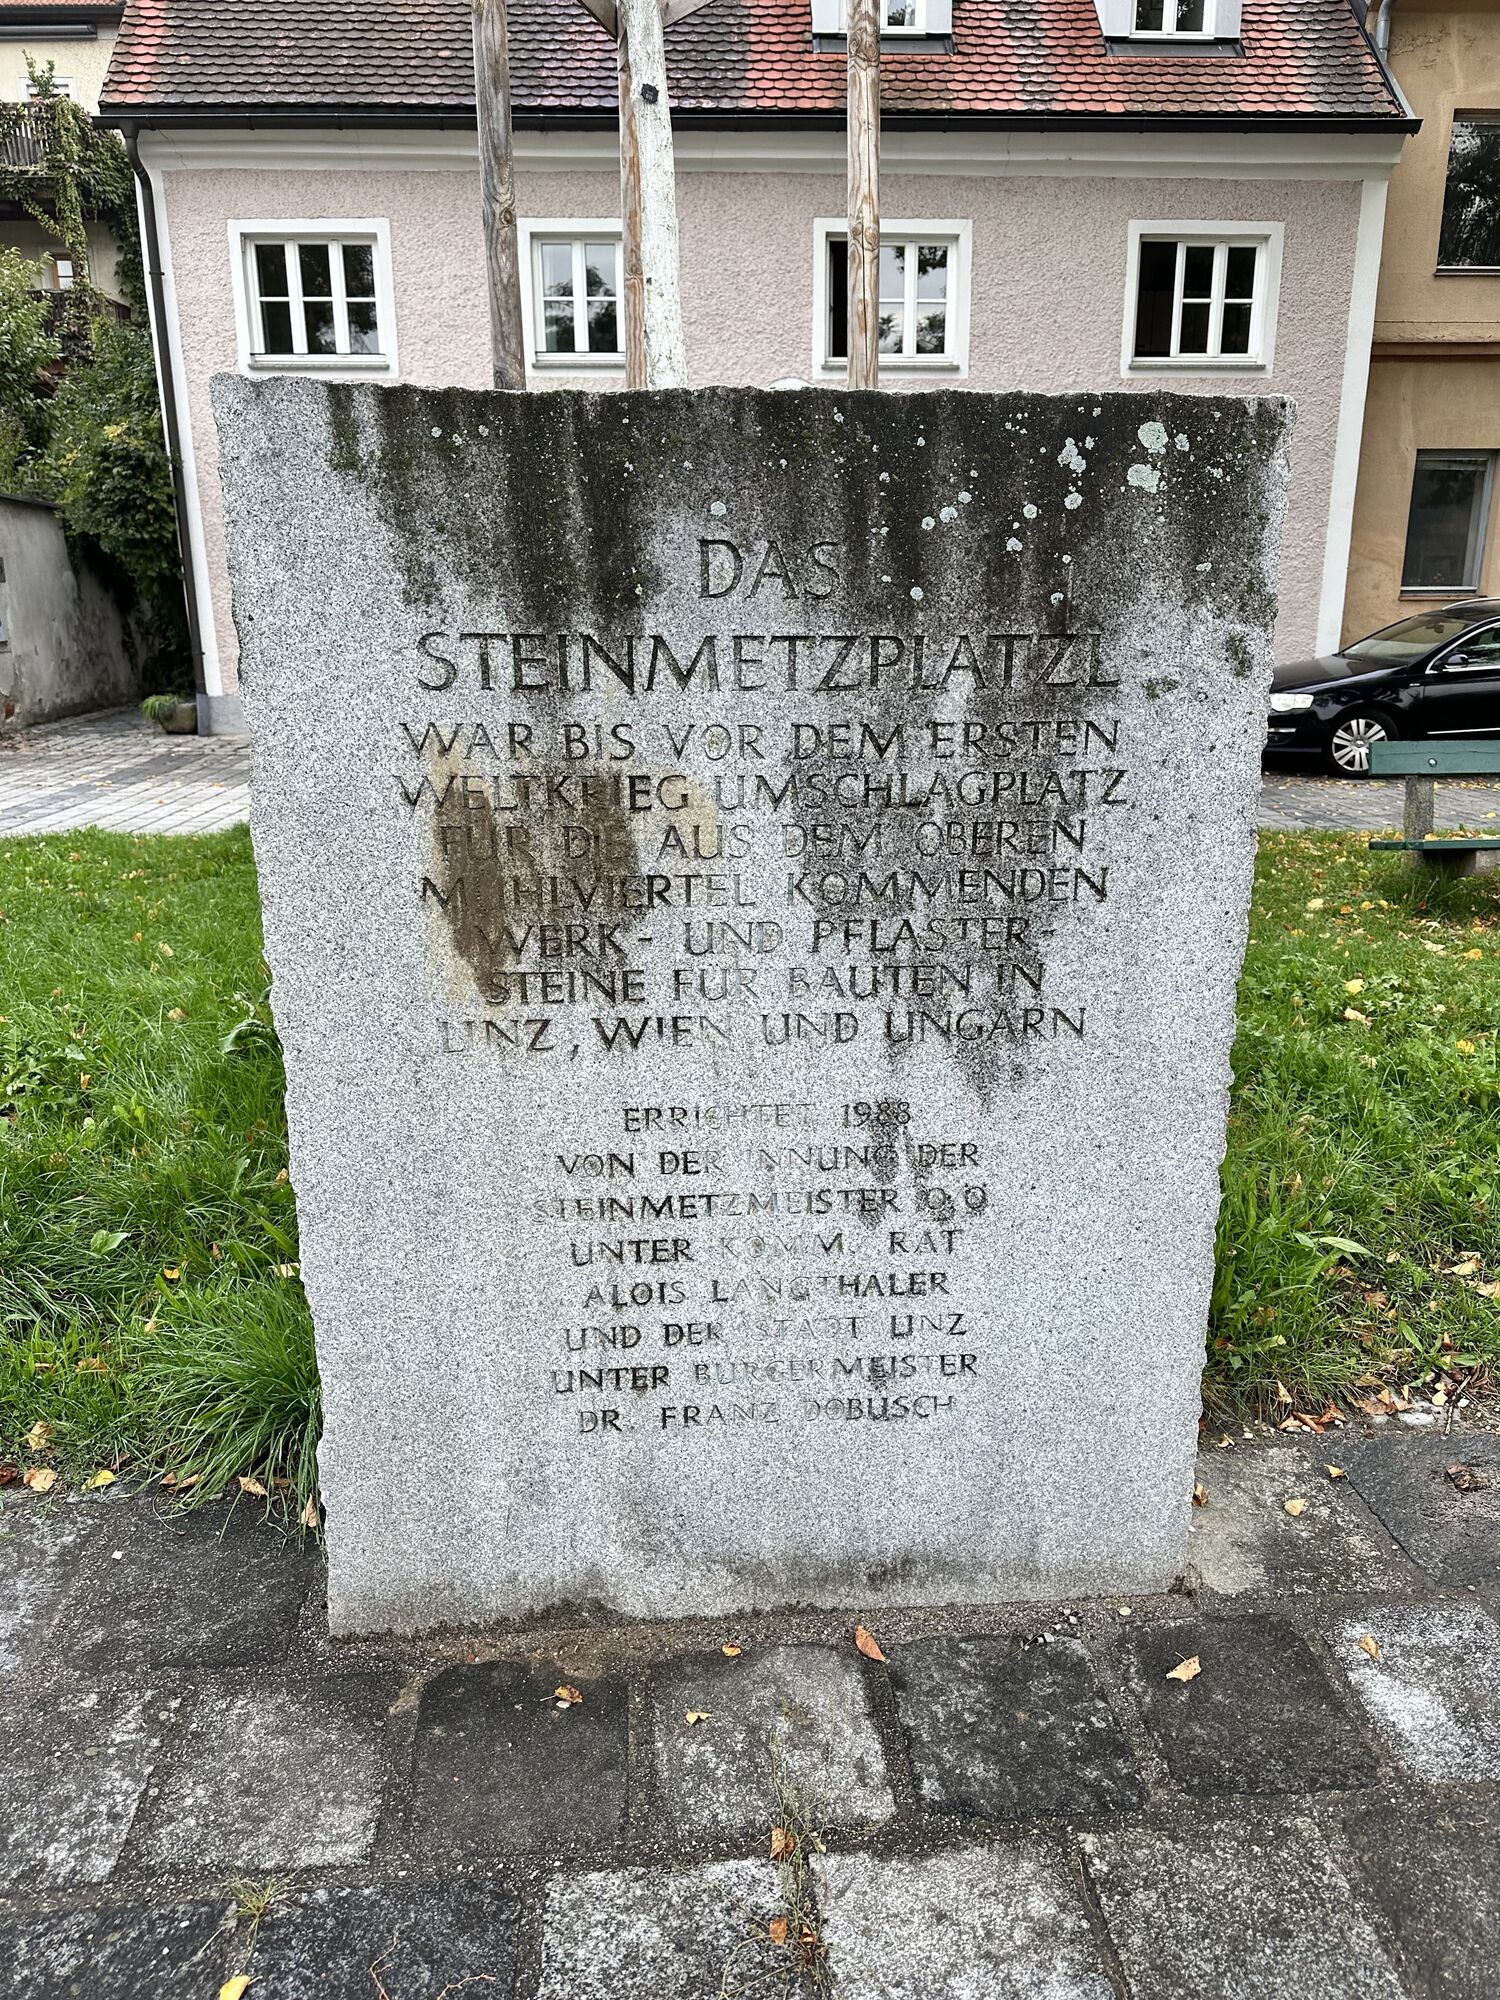 DAS
STEINMETZPLATZL
WAR BIS VOR DEM ERSTEN
WELTKRIEG UMSCHLAGPLATZ
FÜR DIE AUS DEM OBEREN
MÜHLVIERTEL KOMMENDEN
WERK- UND PFLASTER-
STEINE FÜR BAUTEN IN
LINZ, WIEN UND UNGARN
ERRICHTET 1988
VON DER INNUNG DER
STEINMETZMEISTER O.Ö
UNTER KOMM. RAT
ALOIS LANGTHALER
UND DER STADT LINZ
UNTER BÜRGERMEISTER
DR. FRANZ DOBUSCH